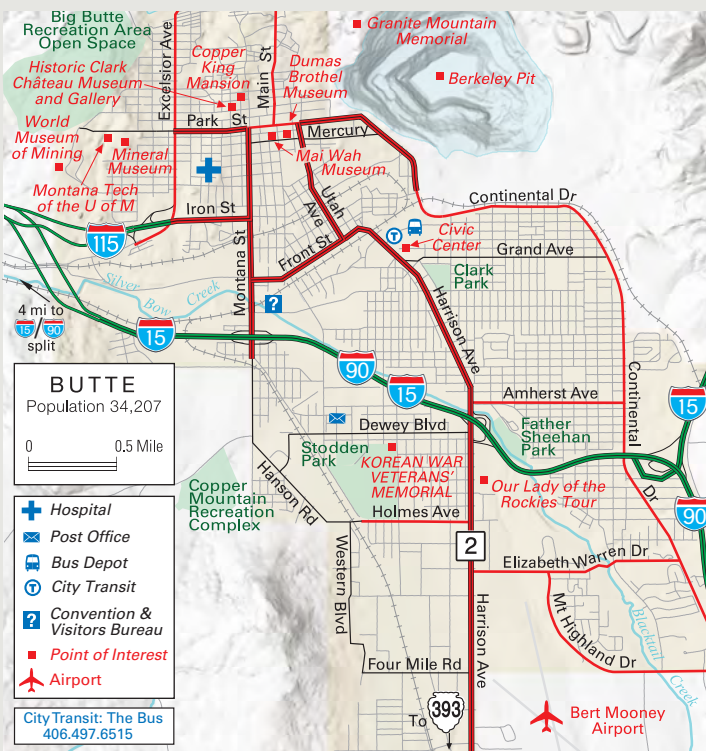 Big Butte
Recreation Area
Open Space
Excelsior Ave
Copper
King
Mansion
Main St
Dumas
Brothel
Museum
Granite Mountain
Memorial
Berkeley Pit
Historic Clark
Château Museum
and Gallery
Park St
Mercury
World
Museum
of Mining
Mineral
Museum
Mai Wah
Museum
Montana Tech
of the U of M
Utah
Ave
Continental Dr
Iron St
115
Front St
Civic
Center
Grand Ave
Montana St
Clark
Park
Silver
Bow
Creek
4 mi to
15/90
split
15
Harrison Ave
90
15
BUTTE
Population 34,207
0 0.5 Mile
Amherst Ave
Continental
Dr
15
Dewey Blvd
Father
Sheehan
Park
Stodden
Park
KOREAN WAR
VETERANS'
MEMORIAL
Our Lady of the
Rockies Tour
Copper
Mountain
Recreation
Complex
Hanson Rd
Holmes Ave
90
2
Elizabeth Warren Dr
Western Blvd
Harrison Ave
Mt Highland Dr
Blacktail
Creek
Four Mile Rd
To 393
Bert Mooney
Airport
Hospital
Post Office
Bus Depot
T City Transit
? Convention &
Visitors Bureau
Point of Interest
Airport
City Transit: The Bus
406.497.6515